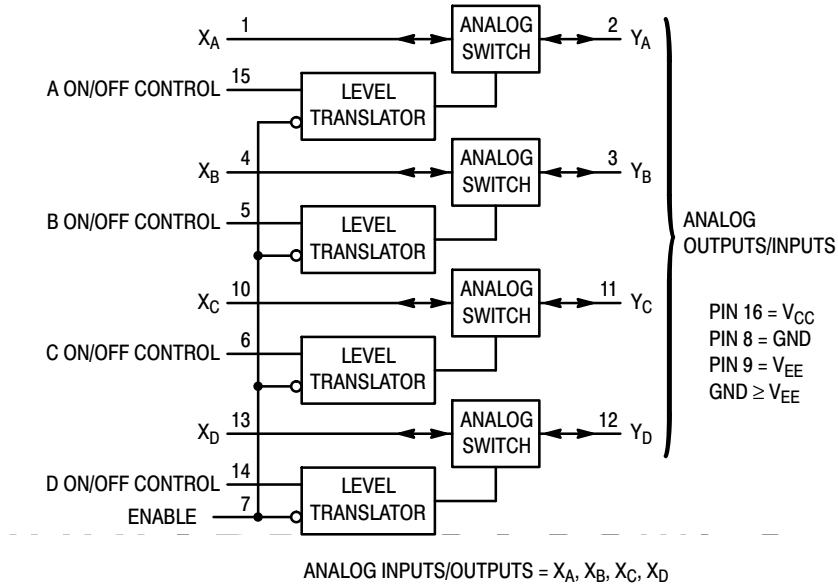 1
X_A
ANALOG SWITCH
2
Y_A
15
A ON/OFF CONTROL
LEVEL TRANSLATOR
4
X_B
ANALOG SWITCH
3
Y_B
5
B ON/OFF CONTROL
LEVEL TRANSLATOR
ANALOG OUTPUTS/INPUTS
10
X_C
ANALOG SWITCH
11
Y_C
6
C ON/OFF CONTROL
LEVEL TRANSLATOR
PIN 16 = V_CC
PIN 8 = GND
PIN 9 = V_EE
GND ≥ V_EE
13
X_D
ANALOG SWITCH
12
Y_D
14
D ON/OFF CONTROL
LEVEL TRANSLATOR
7
ENABLE
ANALOG INPUTS/OUTPUTS = X_A, X_B, X_C, X_D